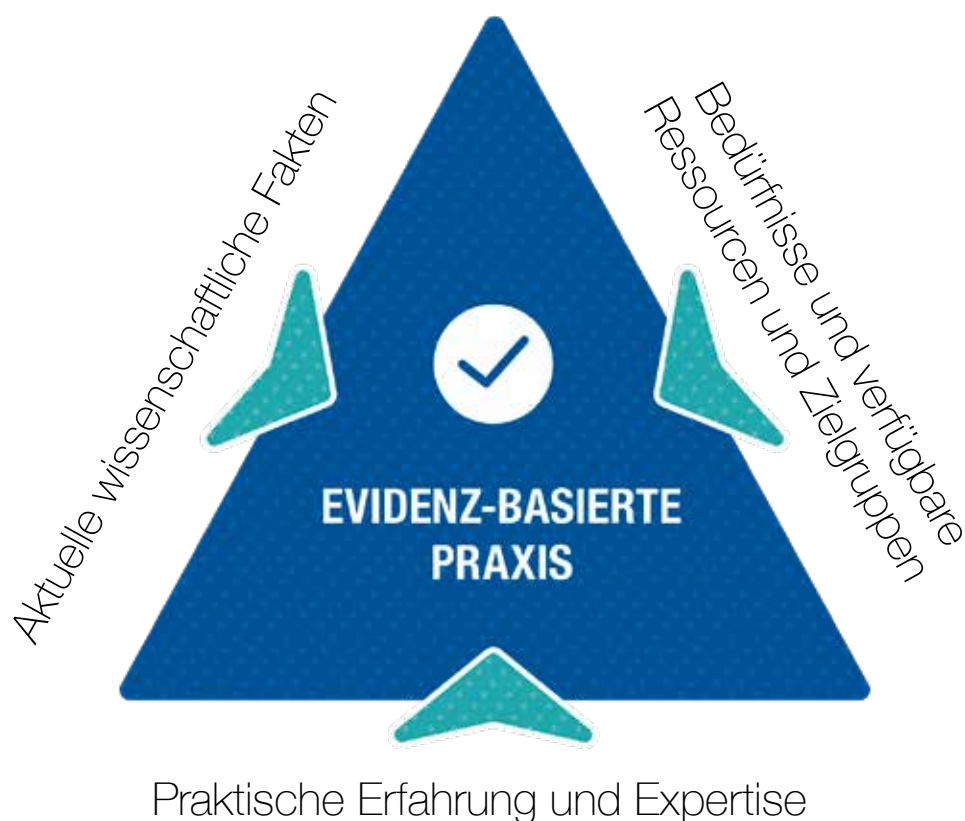 Aktuelle wissenschaftliche Fakten
Bedürfnisse und verfügbare
Ressourcen und Zielgruppen
EVIDENZ-BASIERTE
PRAXIS
Praktische Erfahrung und Expertise